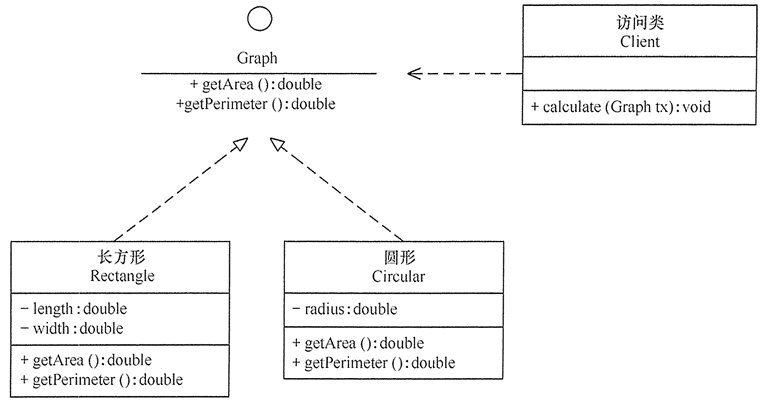 Graph
+ getArea ():double
+getPerimeter ():double
访问类
Client
+ calculate (Graph tx):void
长方形
Rectangle
- length:double
- width:double
+ getArea ():double
+ getPerimeter ():double
圆形
Circular
- radius:double
+ getArea ():double
+ getPerimeter ():double